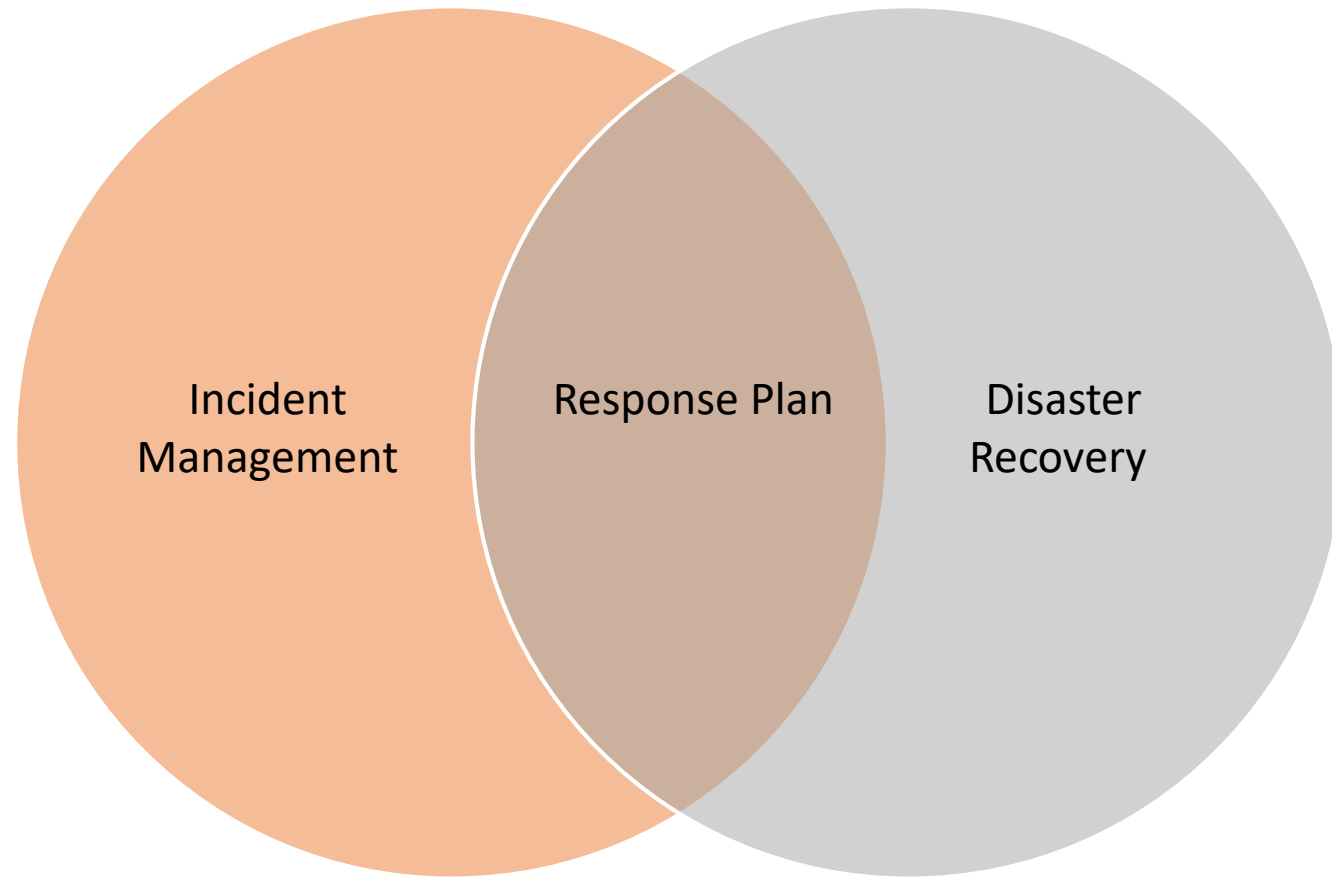 Incident
Management
Response Plan
Disaster
Recovery